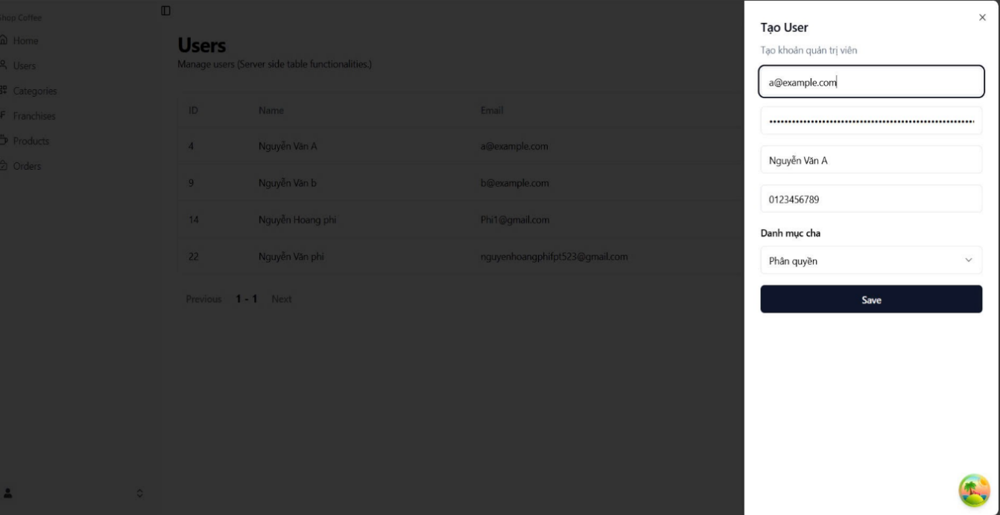 Shop Coffee
Home
Users
Categories
Franchises
Products
Orders
Users
Manage users (Server side table functionalities.)
ID Name Email
4 Nguyễn Văn A a@example.com
9 Nguyễn Văn b b@example.com
14 Nguyễn Hoang phi Phi1@gmail.com
22 Nguyễn Văn phi nguyenhoangphifpt523@gmail.com
Previous 1 - 1 Next
Tạo User
Tạo khoản quản trị viên
a@example.com
Nguyễn Văn A
0123456789
Danh mục cha
Phân quyền
Save